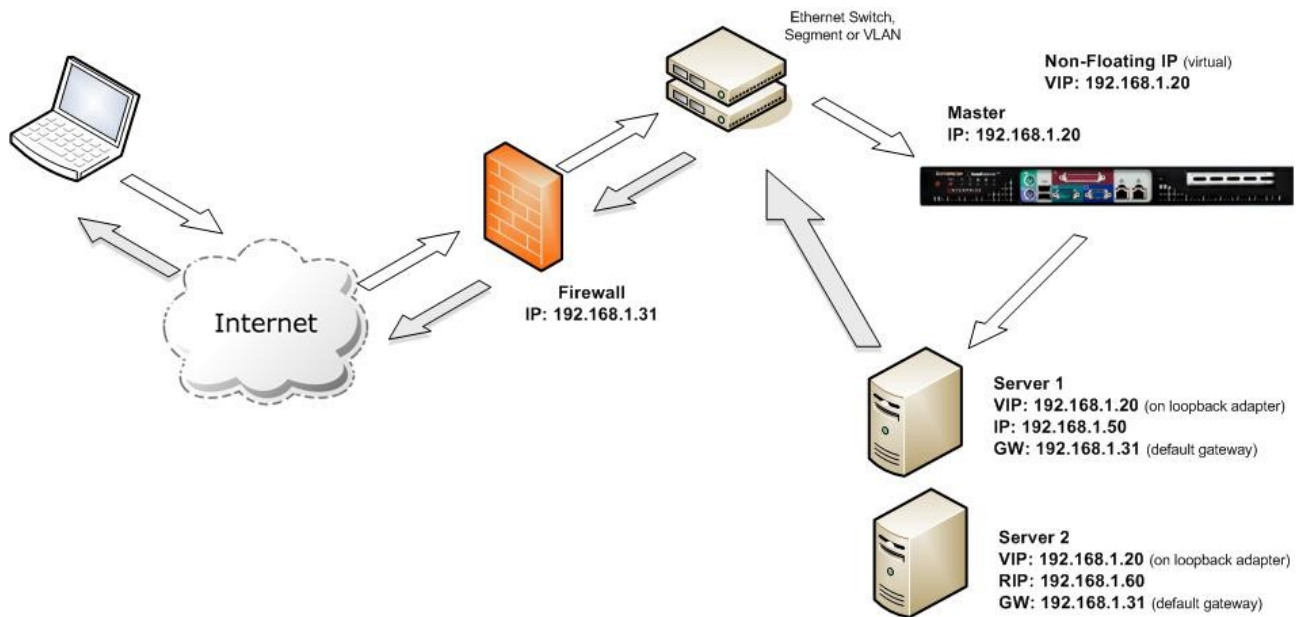 Ethernet Switch,
Segment or VLAN
Non-Floating IP (virtual)
VIP: 192.168.1.20
Master
IP: 192.168.1.20
Internet
Firewall
IP: 192.168.1.31
Server 1
VIP: 192.168.1.20 (on loopback adapter)
IP: 192.168.1.50
GW: 192.168.1.31 (default gateway)
Server 2
VIP: 192.168.1.20 (on loopback adapter)
RIP: 192.168.1.60
GW: 192.168.1.31 (default gateway)